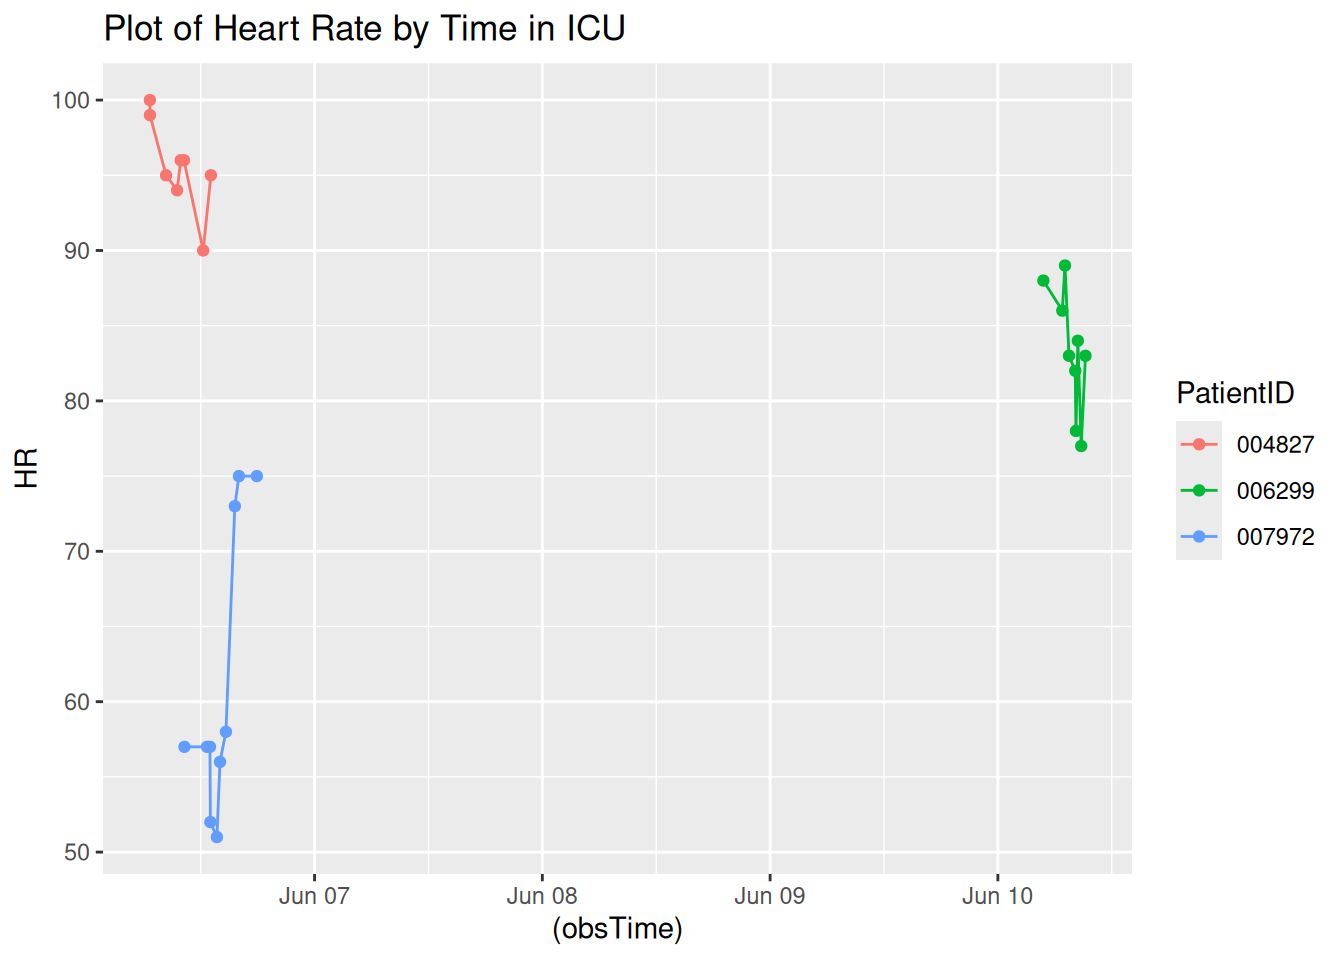 Plot of Heart Rate by Time in ICU
100
90
80
70
60
50
HR
Jun 07
Jun 08
Jun 09
Jun 10
(obsTime)
PatientID
004827
006299
007972